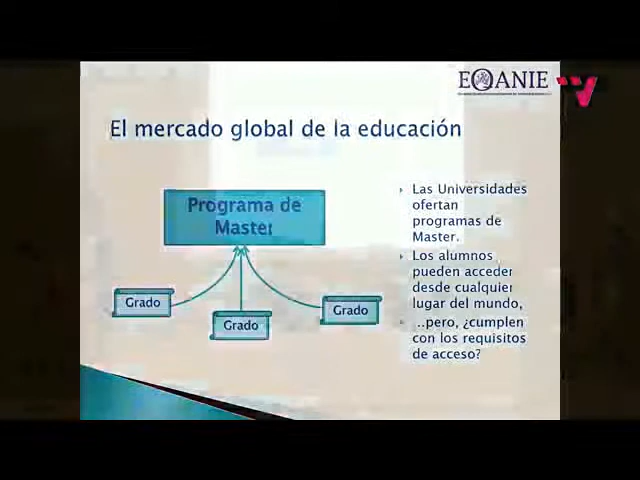 EQANIE
El mercado global de la educación
Programa de
Master
Grado
Grado
Grado
Las Universidades
ofertan
programas de
Master.
Los alumnos
pueden acceder
desde cualquier
lugar del mundo,
..pero, ¿cumplen
con los requisitos
de acceso?